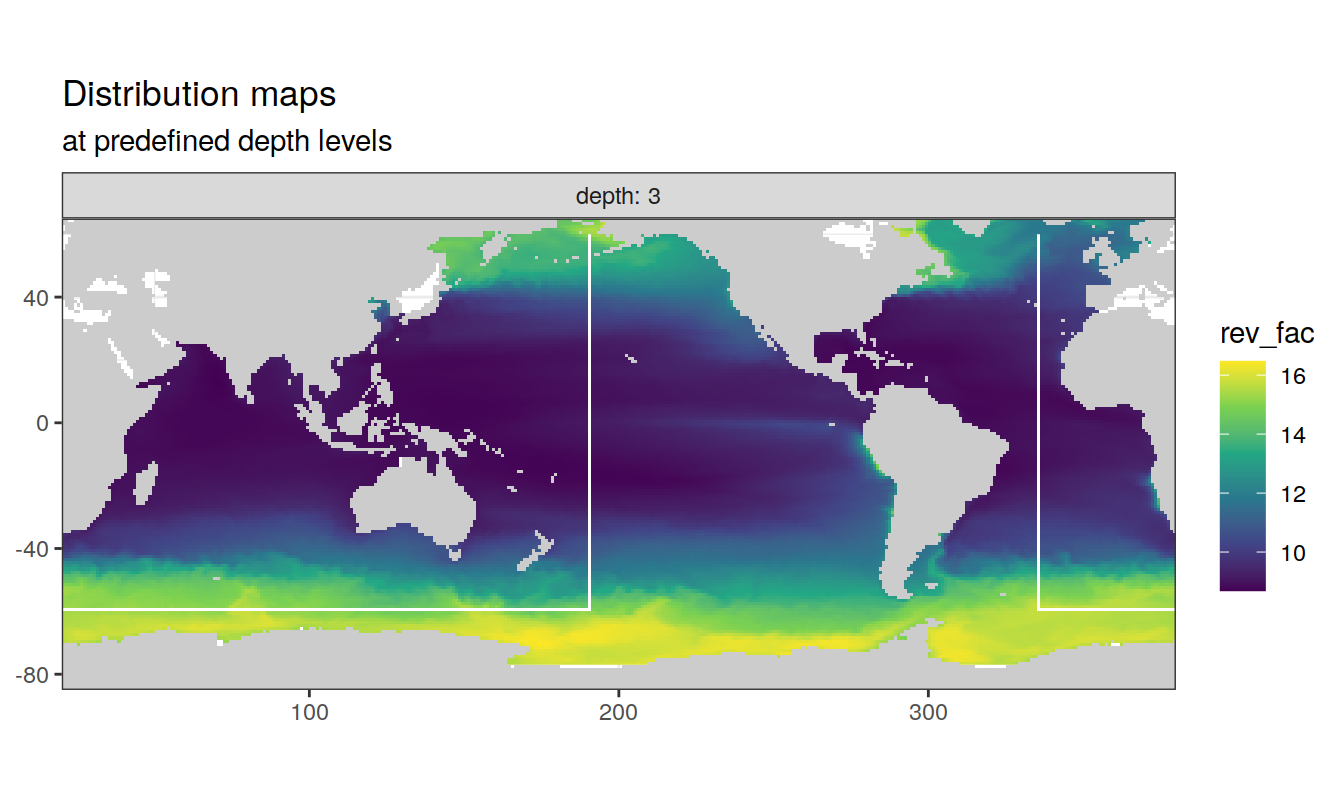 Distribution maps
at predefined depth levels
depth: 3
40
0
-40
-80
100
200
300
rev_fac
16
14
12
10